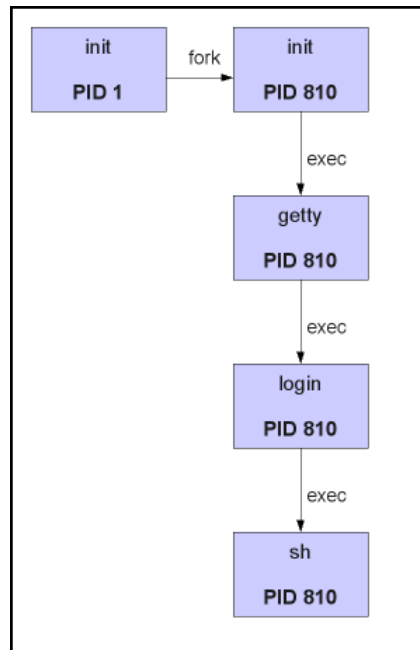 init
PID 1
fork
init
PID 810
exec
getty
PID 810
exec
login
PID 810
exec
sh
PID 810